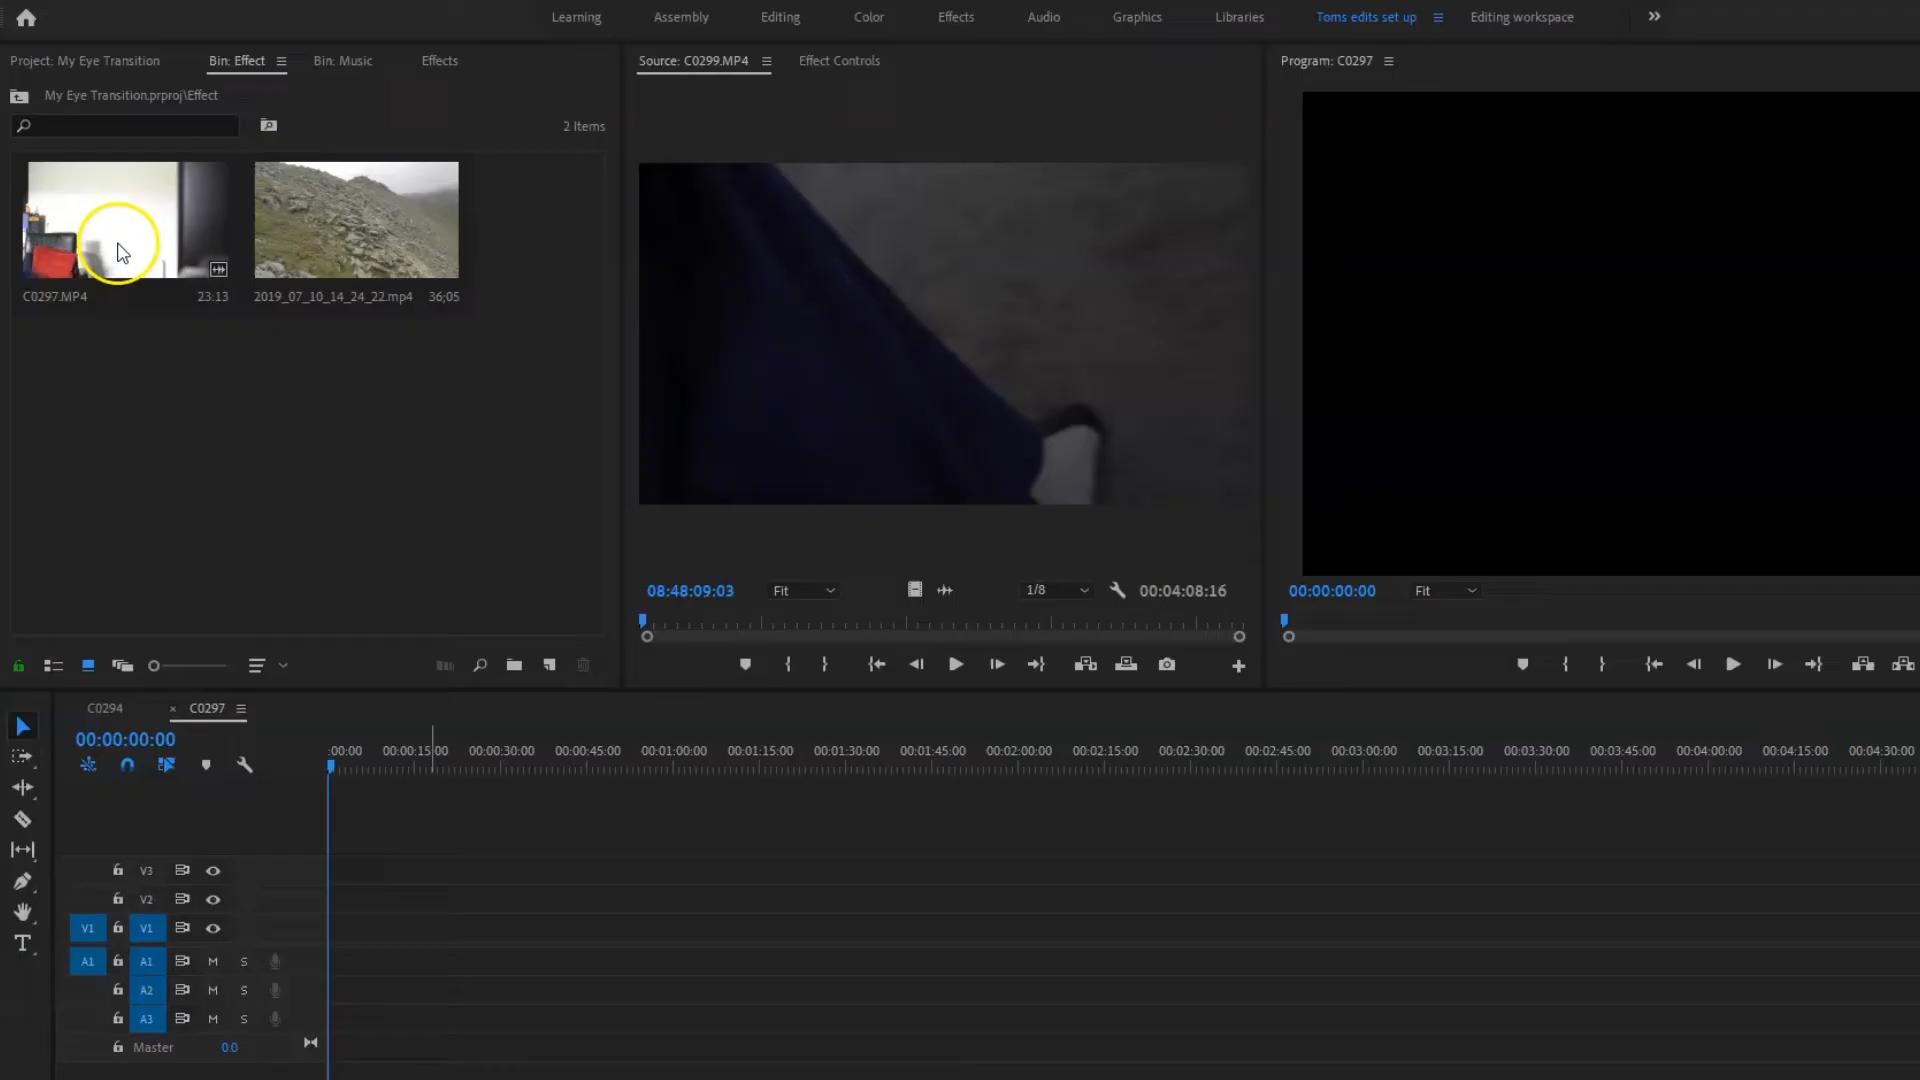 Learning Assembly Editing Color Effects Audio Graphics Libraries Toms edits set up Editing workspace
Project: My Eye Transition Bin: Effect Bin: Music Effects
Source: C0299.MP4 Effect Controls
Program: C0297
My Eye Transition.prproj\Effect
2 Items
C0297.MP4 23:13 2019_07_10_14_24_22.mp4 36;05
08:48:09:03 Fit 1/8 00:04:08:16
00:00:00:00 Fit
C0294 × C0297
00:00:00:00
:00:00 00:00:15:00 00:00:30:00 00:00:45:00 00:01:00:00 00:01:15:00 00:01:30:00 00:01:45:00 00:02:00:00 00:02:15:00 00:02:30:00 00:02:45:00 00:03:00:00 00:03:15:00 00:03:30:00 00:03:45:00 00:04:00:00 00:04:15:00 00:04:30:00
V3
V2
V1 V1
A1 A1 M S
A2 M S
A3 M S
Master 0.0